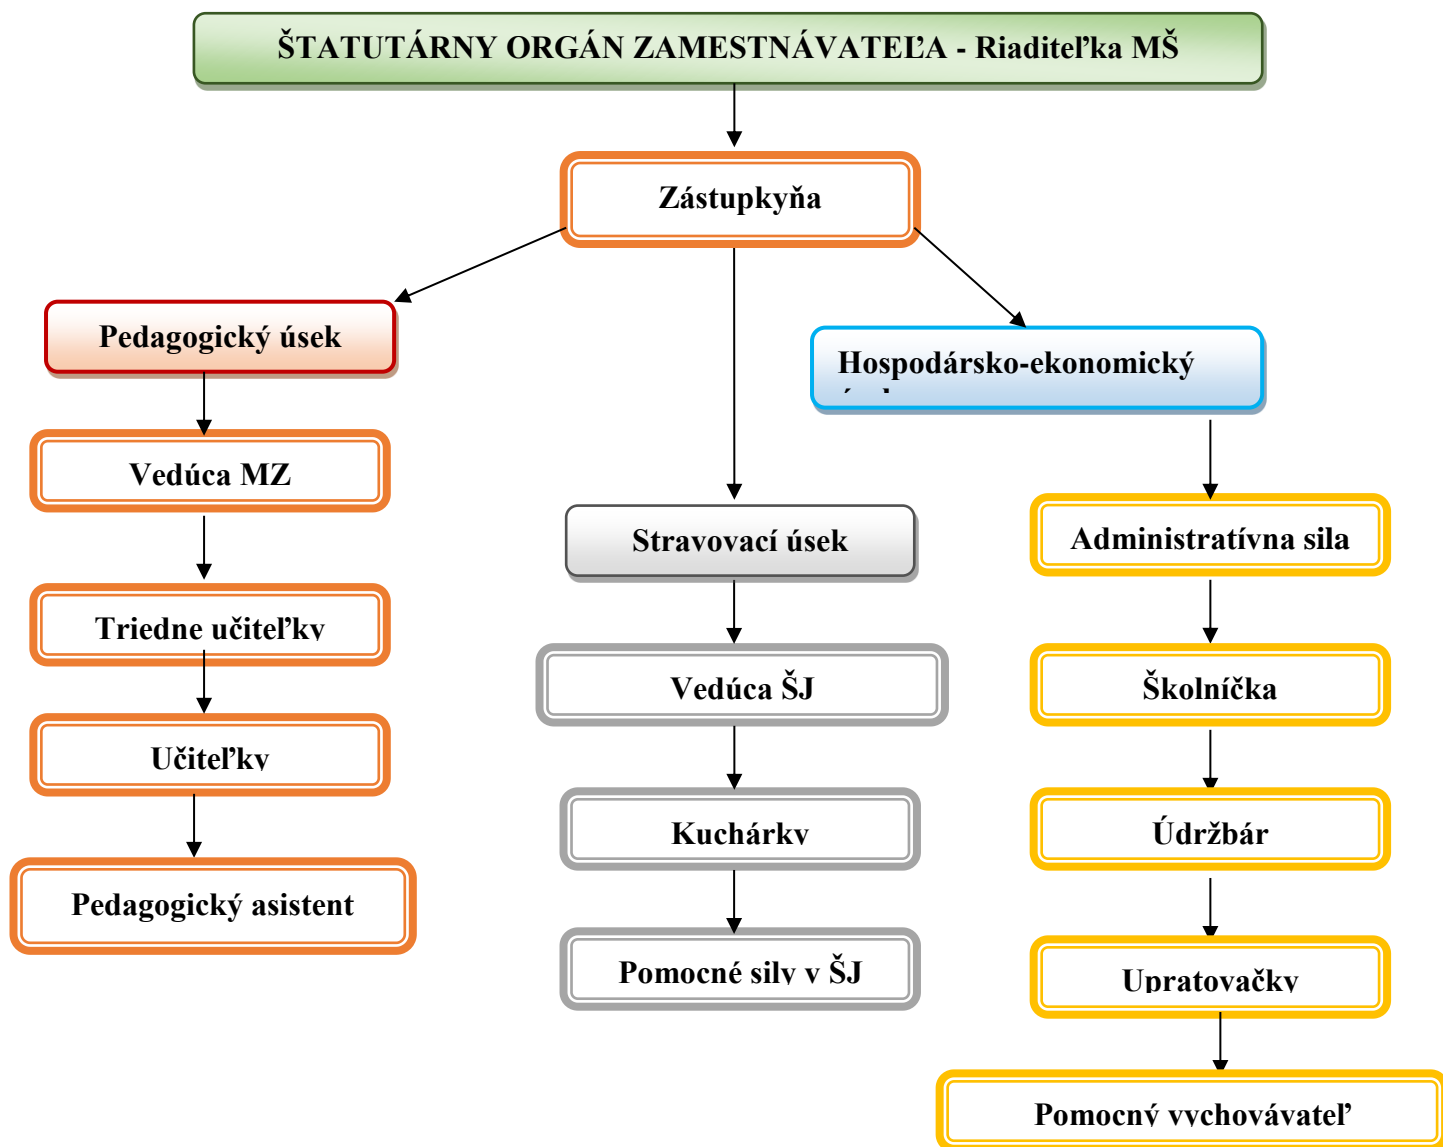 ŠTATUTÁRNY ORGÁN ZAMESTNÁVATEĽA - Riaditeľka MŠ
Zástupkyňa
Pedagogický úsek
Hospodársko-ekonomický
Vedúca MZ
Stravovací úsek
Administratívna sila
Triedne učiteľky
Vedúca ŠJ
Školníčka
Učiteľky
Kuchárky
Údržbár
Pedagogický asistent
Pomocné sily v ŠJ
Upratovačky
Pomocný vychovávateľ